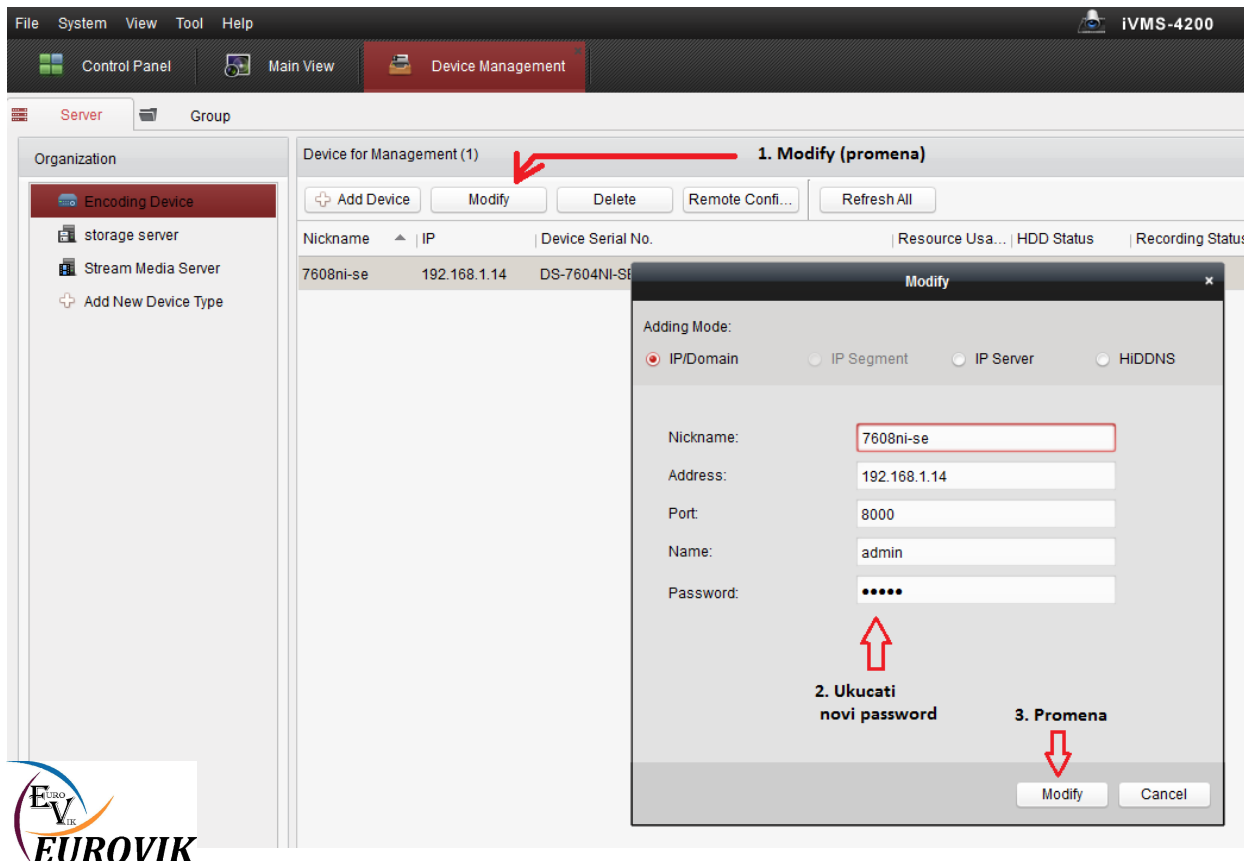 File System View Tool Help iVMS-4200
Control Panel Main View Device Management
Server Group
Organization
Encoding Device
storage server
Stream Media Server
Add New Device Type
Device for Management (1)
1. Modify (promena)
Add Device Modify Delete Remote Confi... Refresh All
Nickname IP Device Serial No. Resource Usa... HDD Status Recording Status
7608ni-se 192.168.1.14 DS-7604NI-SE
Modify
Adding Mode:
IP/Domain IP Segment IP Server HiDDNS
Nickname: 7608ni-se
Address: 192.168.1.14
Port: 8000
Name: admin
Password: •••••
2. Ukucati
novi password
3. Promena
Modify Cancel
EURO
VIK
EUROVIK